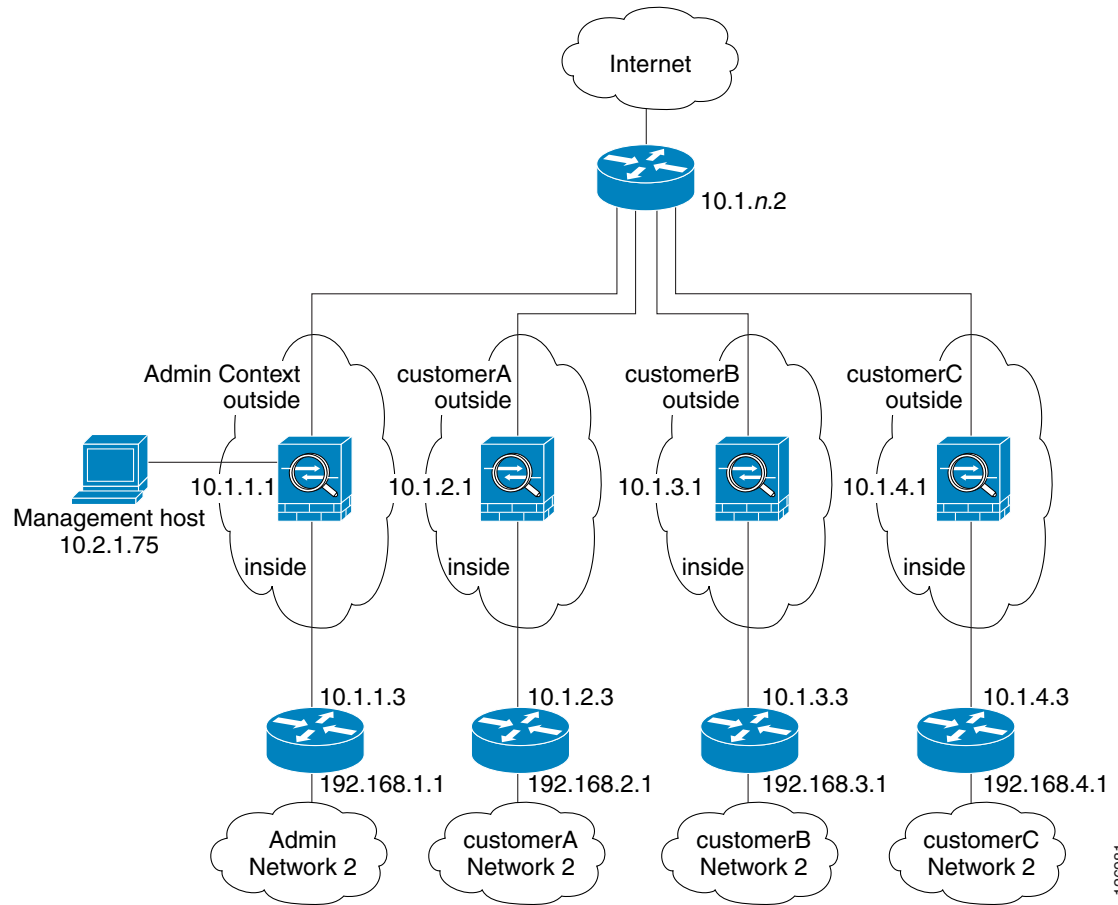 Internet
10.1.n.2
Admin Context
outside
customerA
outside
customerB
outside
customerC
outside
10.1.1.1
10.1.2.1
10.1.3.1
10.1.4.1
Management host
10.2.1.75
inside
inside
inside
inside
10.1.1.3
10.1.2.3
10.1.3.3
10.1.4.3
192.168.1.1
192.168.2.1
192.168.3.1
192.168.4.1
Admin
Network 2
customerA
Network 2
customerB
Network 2
customerC
Network 2